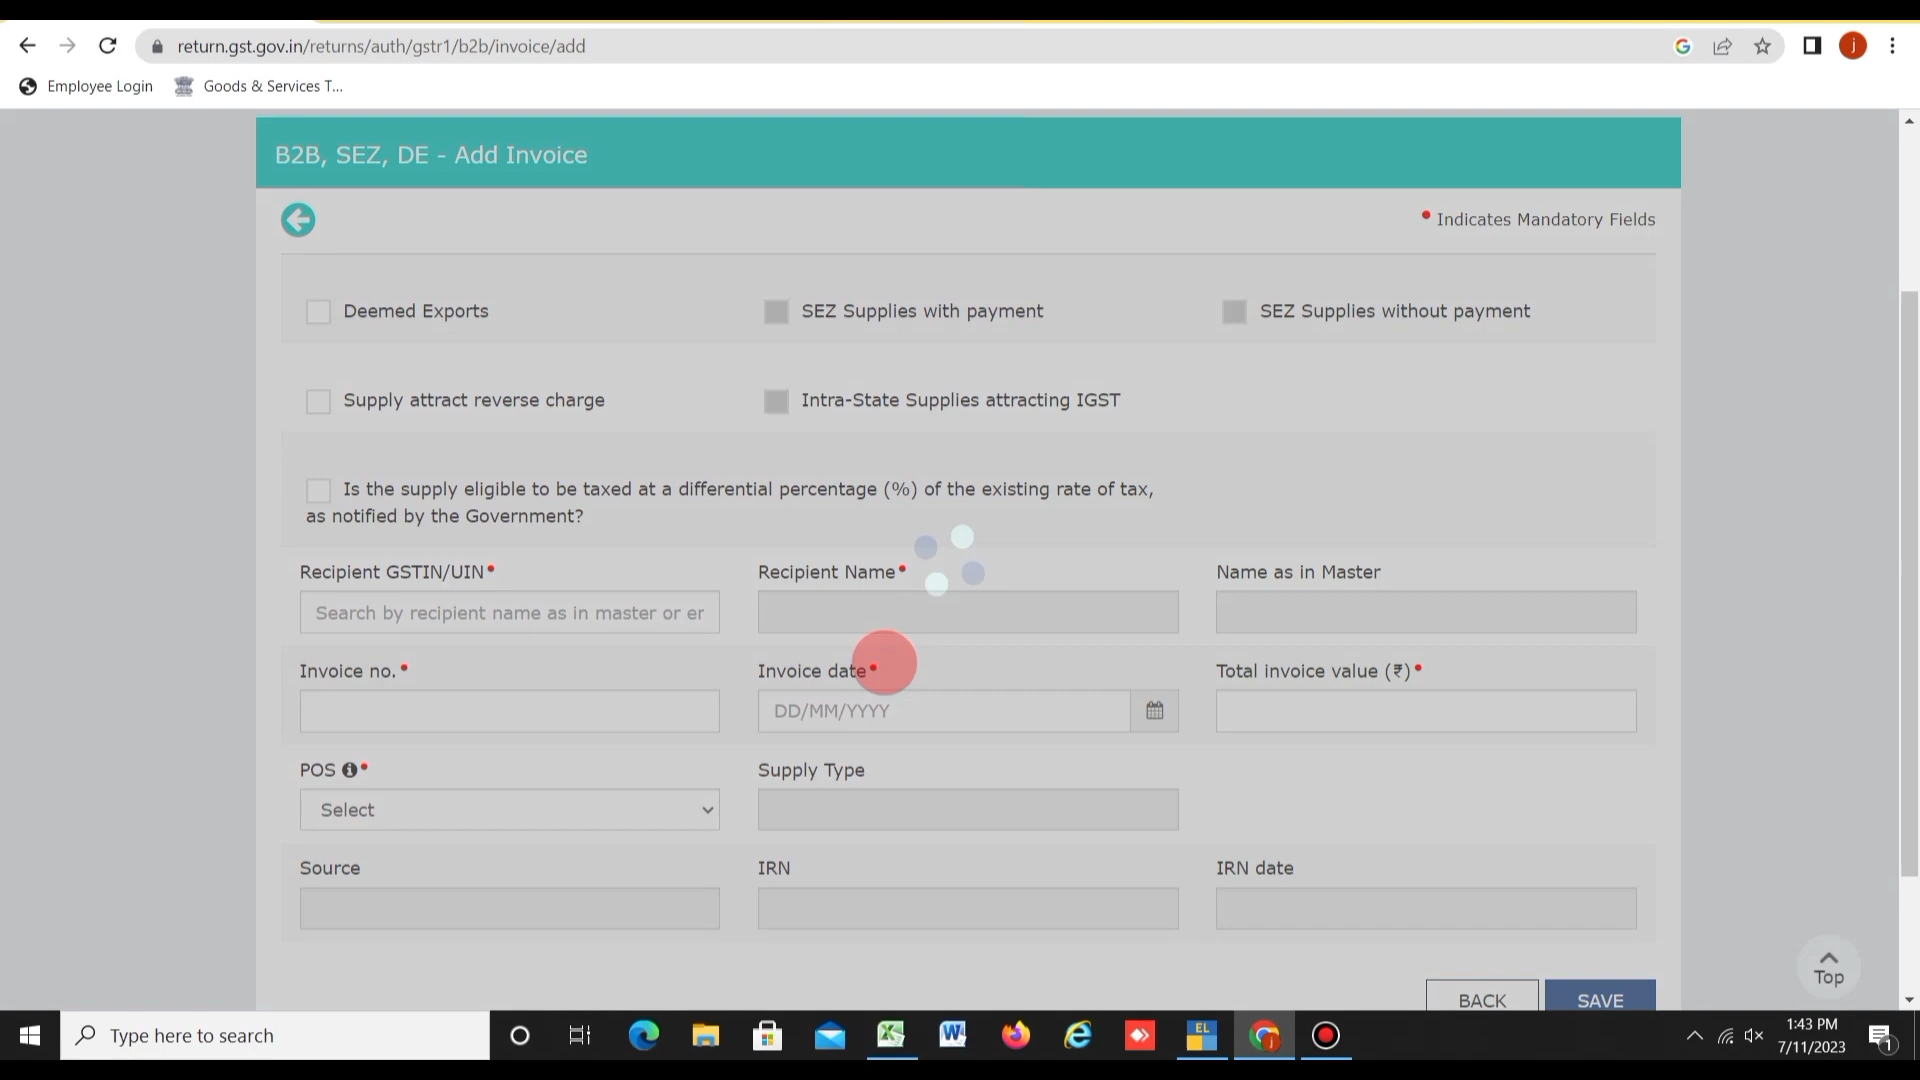 return.gst.gov.in/returns/auth/gstr1/b2b/invoice/add
j
Employee Login
Goods & Services T...
B2B, SEZ, DE - Add Invoice
• Indicates Mandatory Fields
Deemed Exports
SEZ Supplies with payment
SEZ Supplies without payment
Supply attract reverse charge
Intra-State Supplies attracting IGST
Is the supply eligible to be taxed at a differential percentage (%) of the existing rate of tax,
as notified by the Government?
Recipient GSTIN/UIN•
Recipient Name•
Name as in Master
Search by recipient name as in master or er
Invoice no.•
Invoice date•
Total invoice value (₹)•
DD/MM/YYYY
POS •
Supply Type
Select
Source
IRN
IRN date
Top
BACK
SAVE
Type here to search
EL
1:43 PM
7/11/2023
1